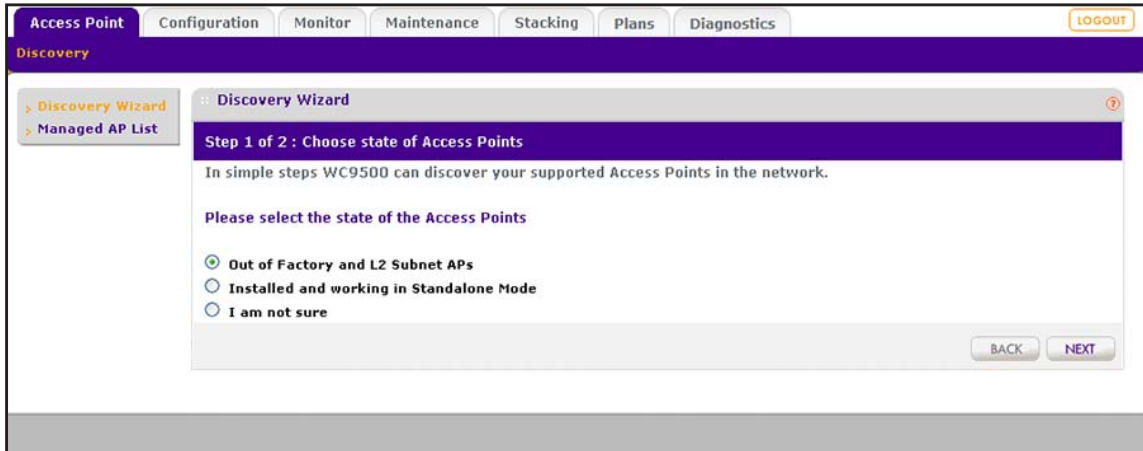 Access Point Configuration Monitor Maintenance Stacking Plans Diagnostics LOGOUT
Discovery
Discovery Wizard
Managed AP List
Discovery Wizard ?
Step 1 of 2 : Choose state of Access Points
In simple steps WC9500 can discover your supported Access Points in the network.
Please select the state of the Access Points
Out of Factory and L2 Subnet APs
Installed and working in Standalone Mode
I am not sure
BACK NEXT